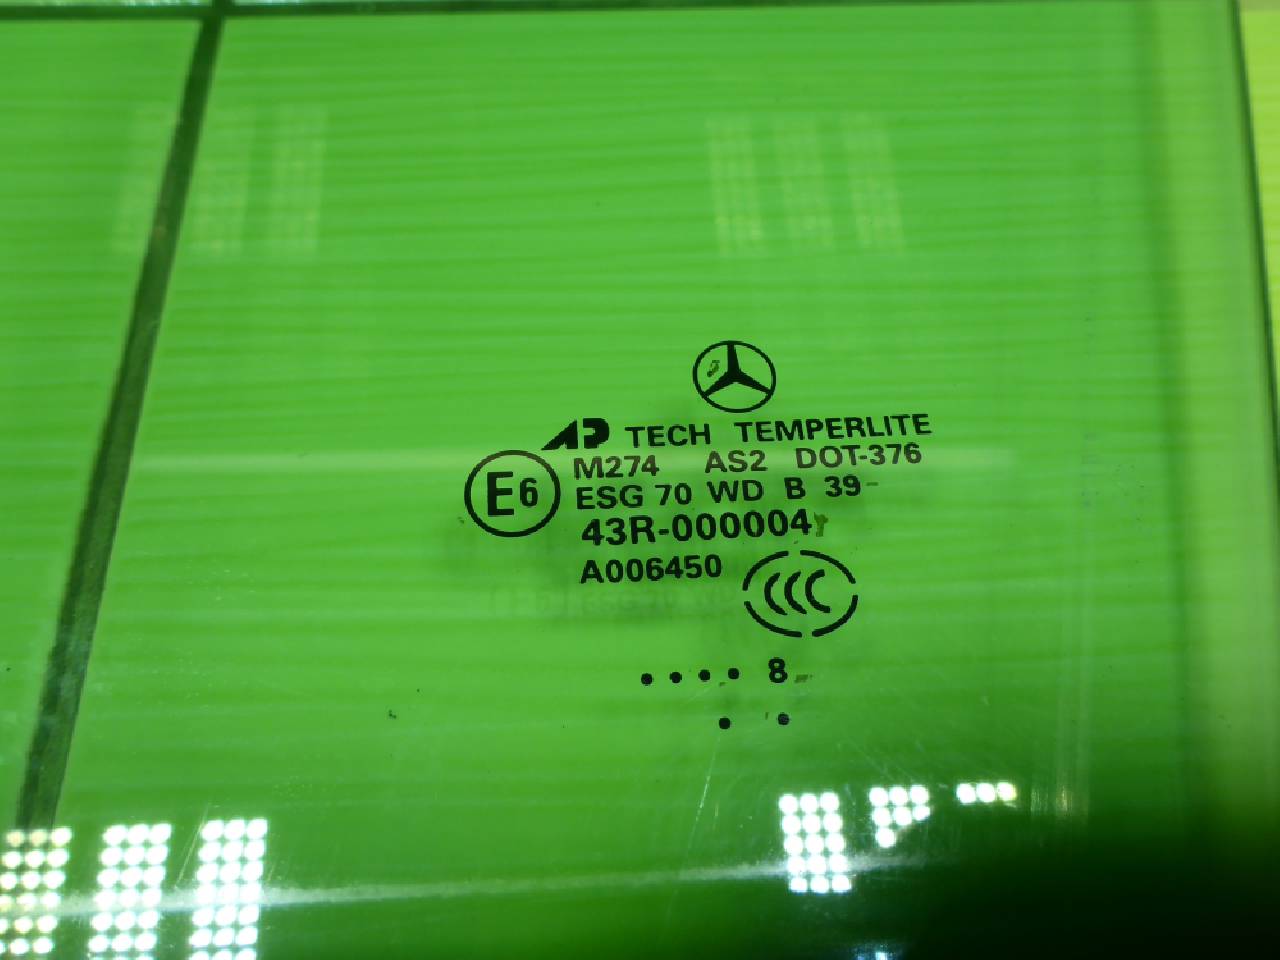 AP TECH TEMPERLITE
M274 AS2 DOT-376
E6
ESG 70 WD B 39
43R-000004
A006450
CCC
.... 8
. .